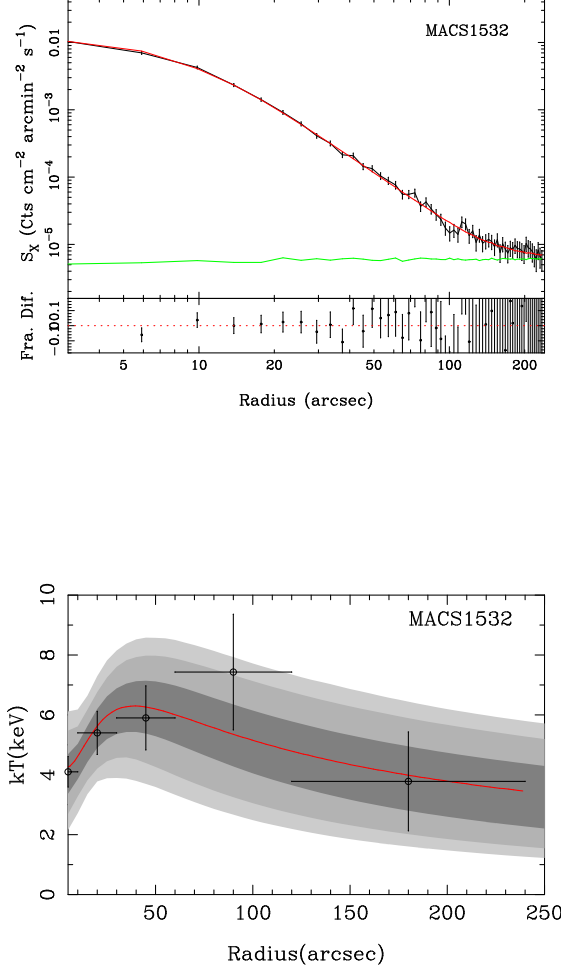 MACS1532
S_X (Cts cm⁻² arcmin⁻² s⁻¹)
0.01
10⁻³
10⁻⁴
10⁻⁵
Fra. Dif.
0.1
5 10 20 50 100 200
Radius (arcsec)
MACS1532
kT(keV)
10
8
6
4
2
0
50 100 150 200 250
Radius(arcsec)